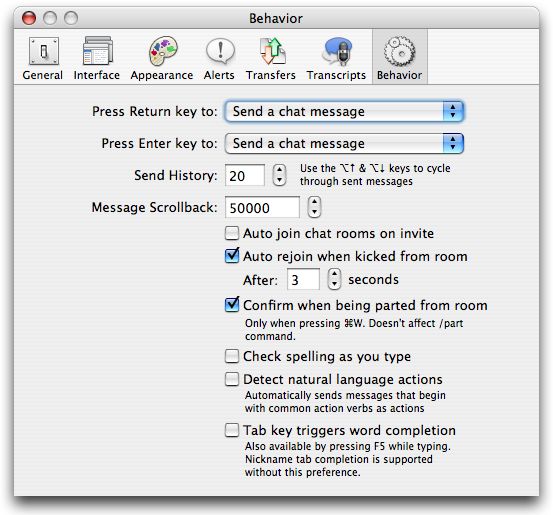 Behavior
General Interface Appearance Alerts Transfers Transcripts Behavior
Press Return key to: Send a chat message
Press Enter key to: Send a chat message
Send History: 20 Use the ⌥↑ & ⌥↓ keys to cycle
through sent messages
Message Scrollback: 50000
Auto join chat rooms on invite
Auto rejoin when kicked from room
After: 3 seconds
Confirm when being parted from room
Only when pressing ⌘W. Doesn't affect /part
command.
Check spelling as you type
Detect natural language actions
Automatically sends messages that begin
with common action verbs as actions
Tab key triggers word completion
Also available by pressing F5 while typing.
Nickname tab completion is supported
without this preference.